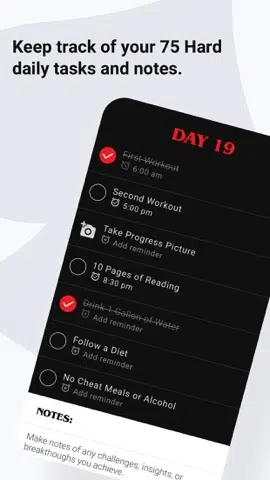 Keep track of your 75 Hard
daily tasks and notes.
DAY 19
First Workout
6:00 am
Second Workout
5:00 pm
Take Progress Picture
Add reminder
10 Pages of Reading
8:30 pm
Drink 1 Gallon of Water
Add reminder
Follow a Diet
Add reminder
No Cheat Meals or Alcohol
Add reminder
NOTES:
Make notes of any challenges, insights, or
breakthoughs you achieve.